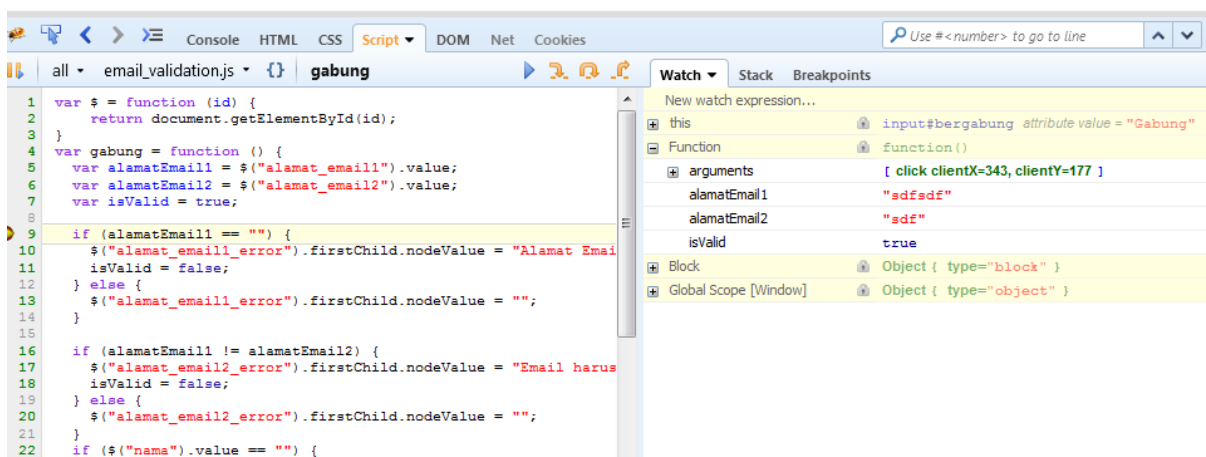 Console HTML CSS Script DOM Net Cookies
Use #<number> to go to line
all email_validation.js {} gabung
Watch Stack Breakpoints
1 var $ = function (id) {
2 return document.getElementById(id);
3 }
4 var gabung = function () {
5 var alamatEmail1 = $("alamat_email1").value;
6 var alamatEmail2 = $("alamat_email2").value;
7 var isValid = true;
8
9 if (alamatEmail1 == "") {
10 $("alamat_email1_error").firstChild.nodeValue = "Alamat Emai
11 isValid = false;
12 } else {
13 $("alamat_email1_error").firstChild.nodeValue = "";
14 }
15
16 if (alamatEmail1 != alamatEmail2) {
17 $("alamat_email2_error").firstChild.nodeValue = "Email harus
18 isValid = false;
19 } else {
20 $("alamat_email2_error").firstChild.nodeValue = "";
21 }
22 if ($("nama").value == "") {
New watch expression...
this input#bergabung attribute value = "Gabung"
Function function()
arguments [ click clientX=343, clientY=177 ]
alamatEmail1 "sdfsdf"
alamatEmail2 "sdf"
isValid true
Block Object { type="block" }
Global Scope [Window] Object { type="object" }